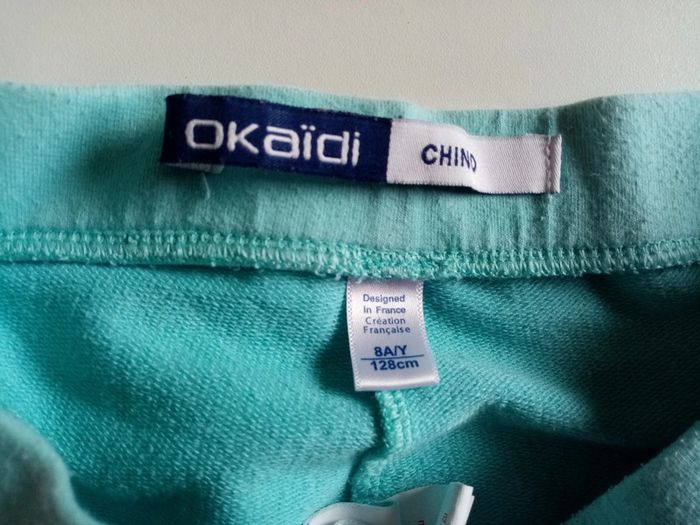 oKaïdi
CHINO
Designed
In France
Création
Française
8A/Y
128cm